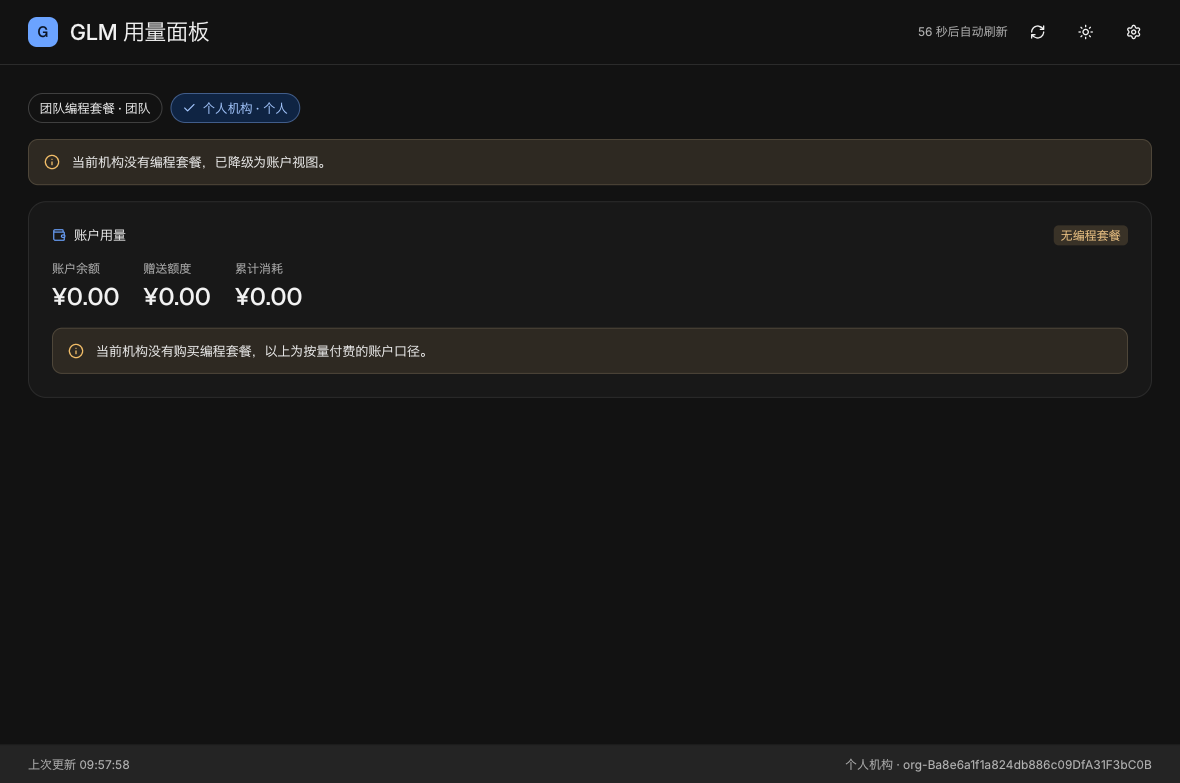 G GLM 用量面板 56 秒后自动刷新
团队编程套餐 · 团队 个人机构 · 个人
当前机构没有编程套餐，已降级为账户视图。
账户用量 无编程套餐
账户余额 赠送额度 累计消耗
¥0.00 ¥0.00 ¥0.00
当前机构没有购买编程套餐，以上为按量付费的账户口径。
上次更新 09:57:58 个人机构 · org-Ba8e6a1f1a824db886c09DfA31F3bC0B